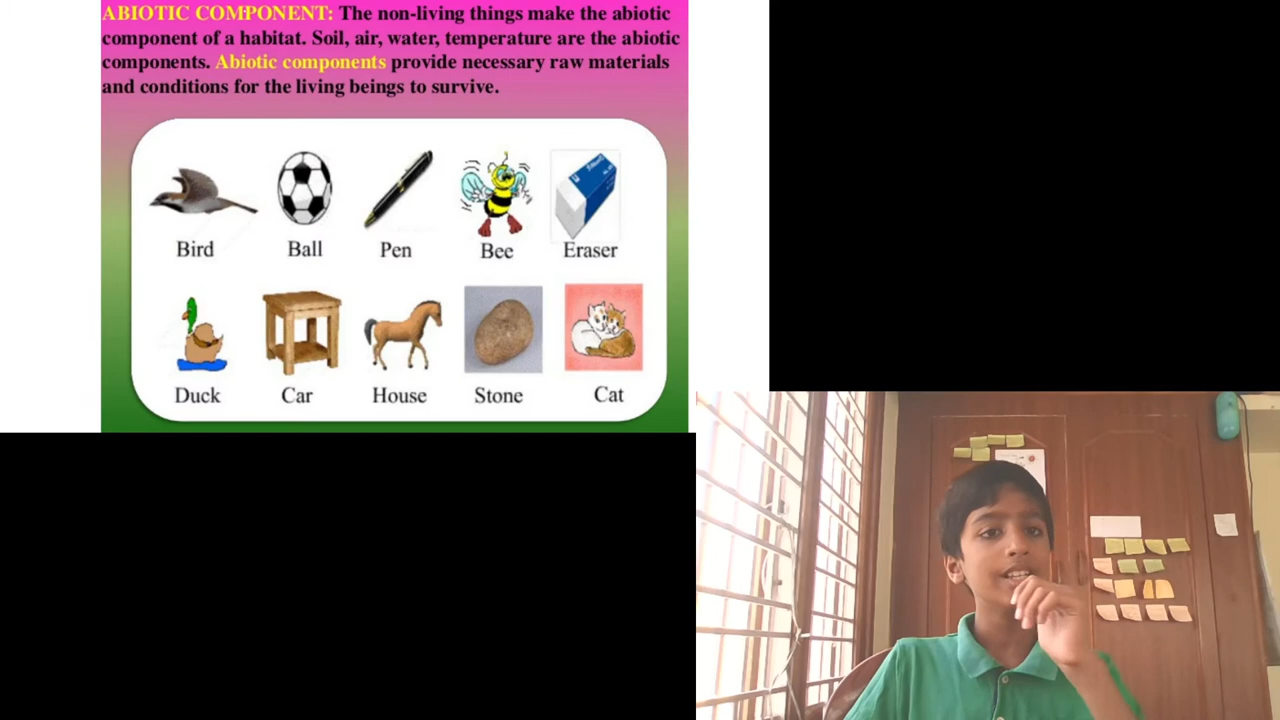 ABIOTIC COMPONENT: The non-living things make the abiotic
component of a habitat. Soil, air, water, temperature are the abiotic
components. Abiotic components provide necessary raw materials
and conditions for the living beings to survive.
Bird Ball Pen Bee Eraser
Duck Car House Stone Cat